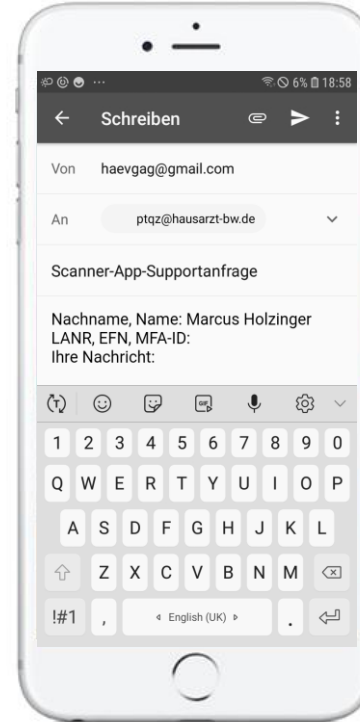 6% 18:58
Schreiben
Von haevgag@gmail.com
An ptqz@hausarzt-bw.de
Scanner-App-Supportanfrage
Nachname, Name: Marcus Holzinger
LANR, EFN, MFA-ID:
Ihre Nachricht:
T GIF
1 2 3 4 5 6 7 8 9 0
Q W E R T Y U I O P
A S D F G H J K L
Z X C V B N M
!#1 , English (UK) .